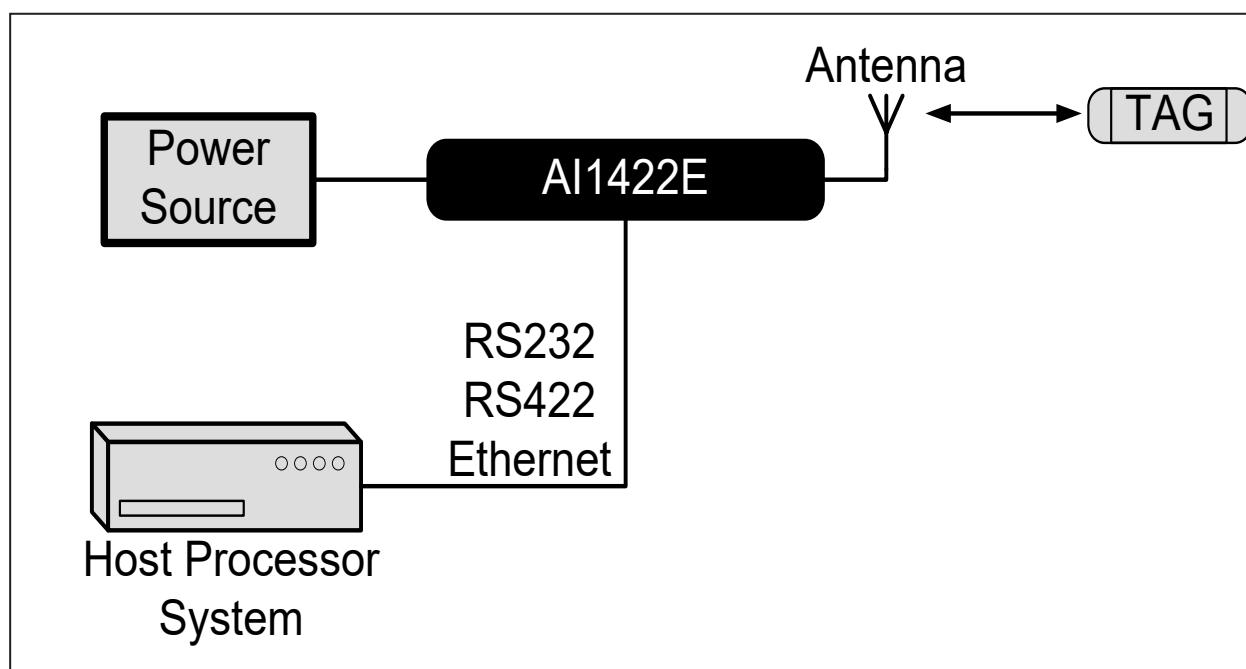 Antenna
TAG
Power
Source
AI1422E
RS232
RS422
Ethernet
Host Processor
System